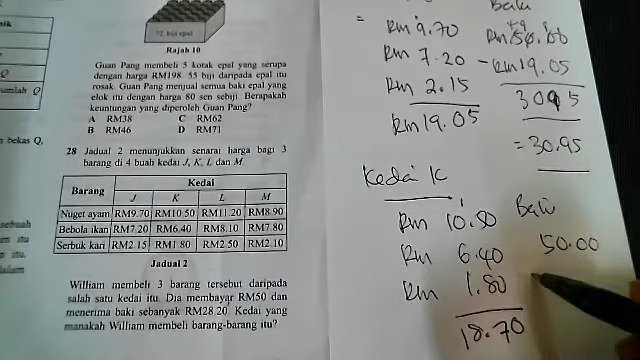 72 biji epal
Rajah 10
Guan Pang membeli 5 kotak epal yang serupa
dengan harga RM198. 55 biji daripada epal itu
rosak. Guan Pang menjual semua baki epal yang
elok itu dengan harga 80 sen sebiji. Berapakah
keuntungan yang diperoleh Guan Pang?
A RM38 C RM62
B RM46 D RM71
28 Jadual 2 menunjukkan senarai harga bagi 3
barang di 4 buah kedai J, K, L dan M.
Barang Kedai
J K L M
Nuget ayam RM9.70 RM10.50 RM11.20 RM8.90
Bebola ikan RM7.20 RM6.40 RM8.10 RM7.80
Serbuk kari RM2.15 RM1.80 RM2.50 RM2.10
Jadual 2
William membeli 3 barang tersebut daripada
salah satu kedai itu. Dia membayar RM50 dan
menerima baki sebanyak RM28.20. Kedai yang
manakah William membeli barang-barang itu?
nik
Q
umlah Q
bekas Q,
Baki
= RM 9.70
RM 7.20
RM 2.15
RM19.05
- RM19.05
= 30.95
Kedai K
RM 10.50 Baki
RM 6.40 50.00
RM 1.80
18.70